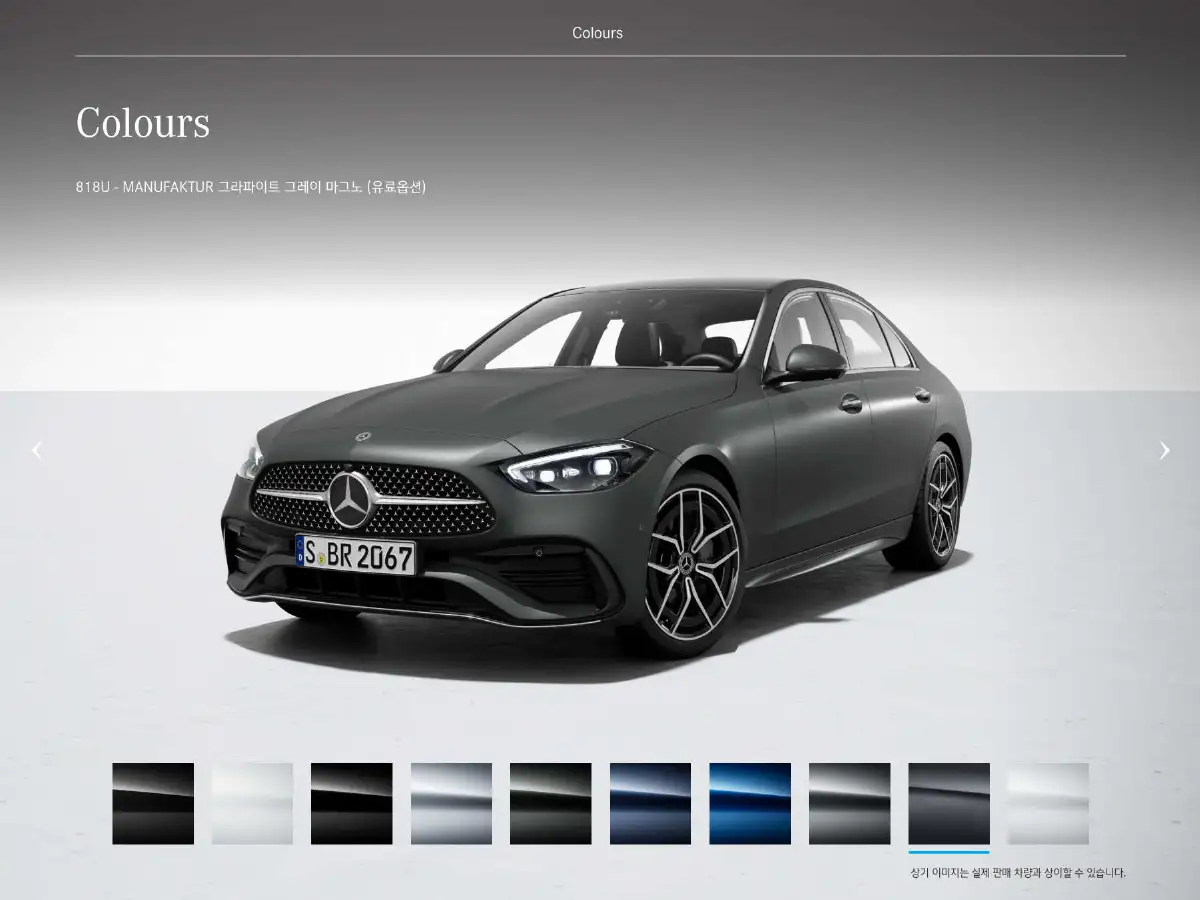 Colours
Colours
818U - MANUFAKTUR 그라파이트 그레이 마그노 (유료옵션)
S BR 2067
D
상기 이미지는 실제 판매 차량과 상이할 수 있습니다.